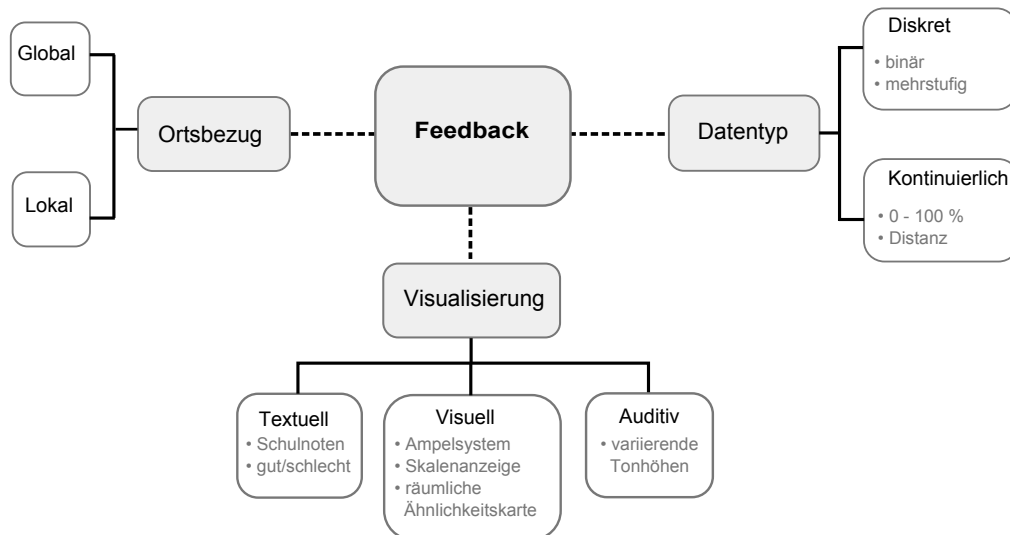 Global
Lokal
Ortsbezug
Feedback
Datentyp
Diskret
• binär
• mehrstufig
Kontinuierlich
• 0 - 100 %
• Distanz
Visualisierung
Textuell
• Schulnoten
• gut/schlecht
Visuell
• Ampelsystem
• Skalenanzeige
• räumliche
Ähnlichkeitskarte
Auditiv
• variierende
Tonhöhen